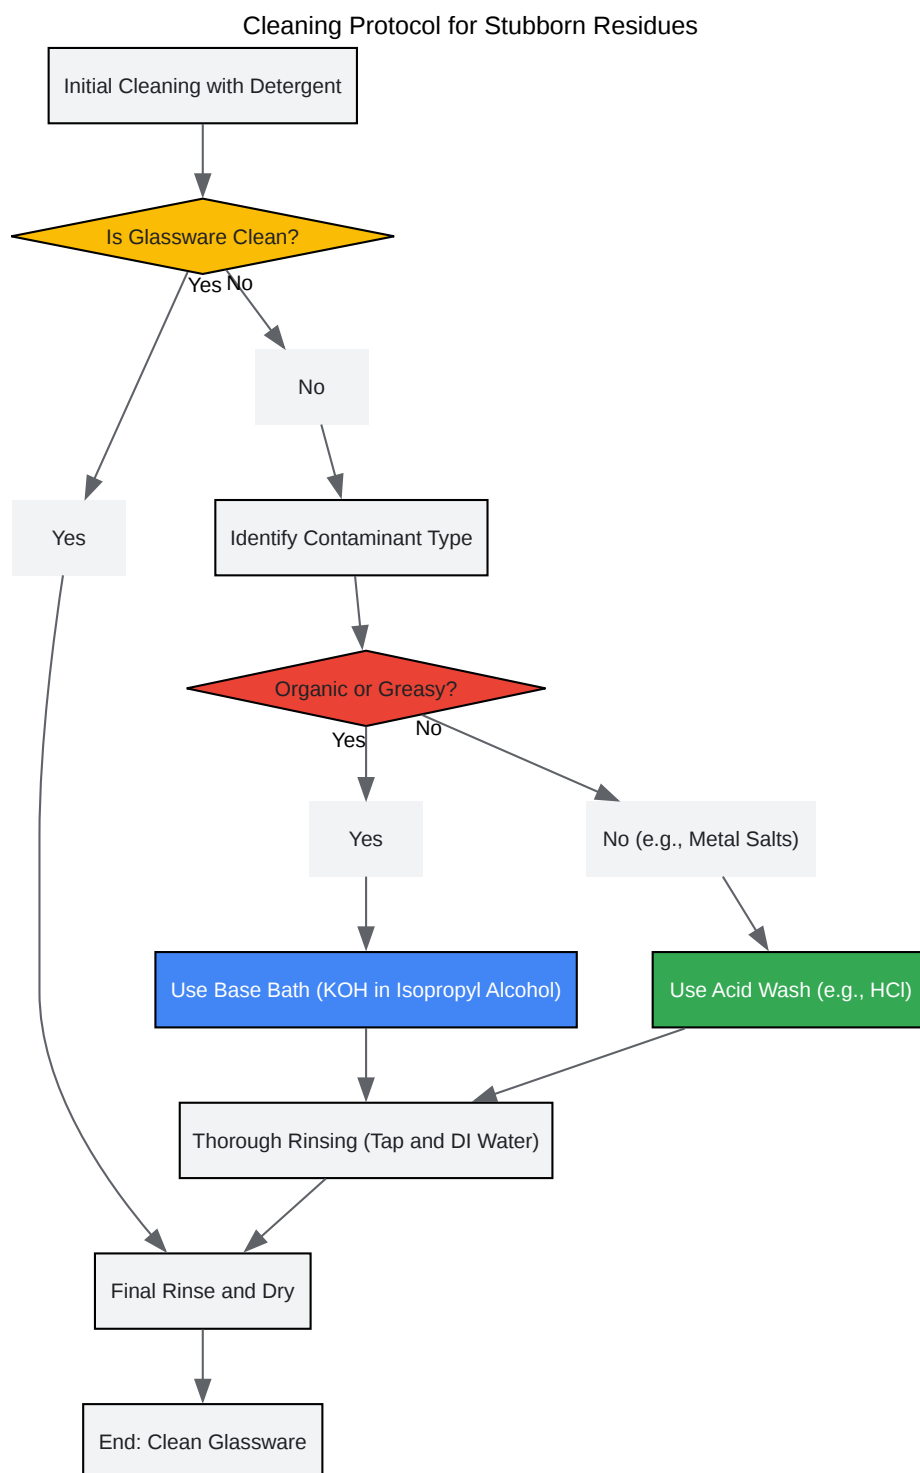 Cleaning Protocol for Stubborn Residues
Initial Cleaning with Detergent
Is Glassware Clean?
Yes
No
No
Yes
Identify Contaminant Type
Organic or Greasy?
Yes
No
Yes
No (e.g., Metal Salts)
Use Base Bath (KOH in Isopropyl Alcohol)
Use Acid Wash (e.g., HCl)
Thorough Rinsing (Tap and DI Water)
Final Rinse and Dry
End: Clean Glassware